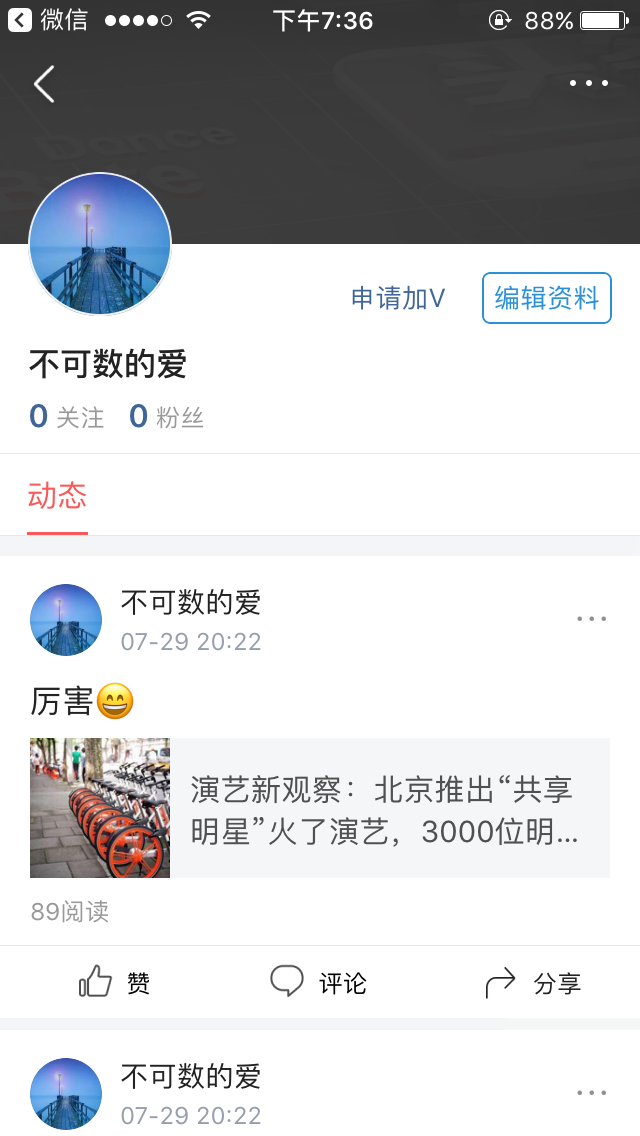 微信
下午7:36
88%
Dance
Base
申请加V
编辑资料
不可数的爱
0 关注 0 粉丝
动态
不可数的爱
07-29 20:22
厉害😄
演艺新观察：北京推出“共享
明星”火了演艺，3000位明...
89阅读
赞
评论
分享
不可数的爱
07-29 20:22